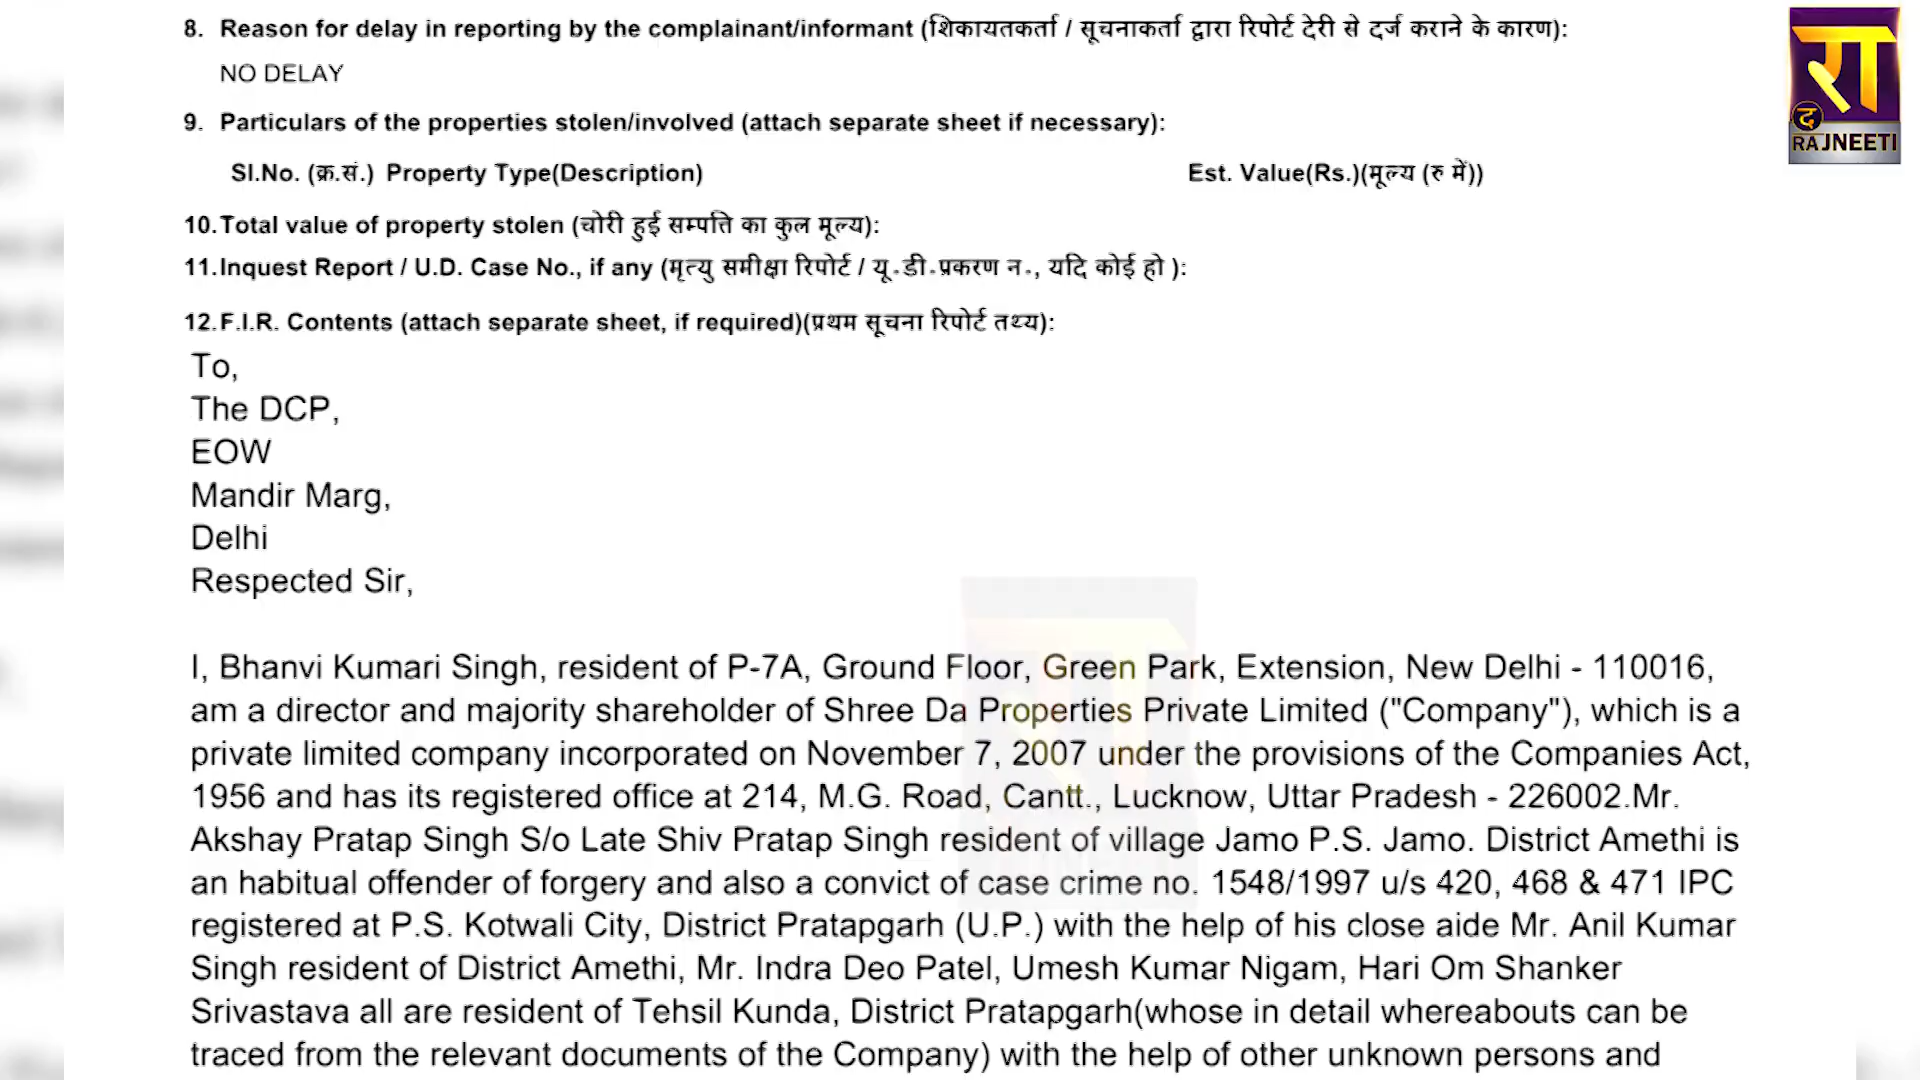 8. Reason for delay in reporting by the complainant/informant (शिकायतकर्ता / सूचनाकर्ता द्वारा रिपोर्ट देरी से दर्ज कराने के कारण):
NO DELAY
9. Particulars of the properties stolen/involved (attach separate sheet if necessary):
Sl.No. (क्र.सं.) Property Type(Description) Est. Value(Rs.)(मूल्य (रु में))
10.Total value of property stolen (चोरी हुई सम्पत्ति का कुल मूल्य):
11.Inquest Report / U.D. Case No., if any (मृत्यु समीक्षा रिपोर्ट / यू.डी.प्रकरण न., यदि कोई हो ):
12.F.I.R. Contents (attach separate sheet, if required)(प्रथम सूचना रिपोर्ट तथ्य):
To,
The DCP,
EOW
Mandir Marg,
Delhi
Respected Sir,
I, Bhanvi Kumari Singh, resident of P-7A, Ground Floor, Green Park, Extension, New Delhi - 110016,
am a director and majority shareholder of Shree Da Properties Private Limited ("Company"), which is a
private limited company incorporated on November 7, 2007 under the provisions of the Companies Act,
1956 and has its registered office at 214, M.G. Road, Cantt., Lucknow, Uttar Pradesh - 226002.Mr.
Akshay Pratap Singh S/o Late Shiv Pratap Singh resident of village Jamo P.S. Jamo. District Amethi is
an habitual offender of forgery and also a convict of case crime no. 1548/1997 u/s 420, 468 & 471 IPC
registered at P.S. Kotwali City, District Pratapgarh (U.P.) with the help of his close aide Mr. Anil Kumar
Singh resident of District Amethi, Mr. Indra Deo Patel, Umesh Kumar Nigam, Hari Om Shanker
Srivastava all are resident of Tehsil Kunda, District Pratapgarh(whose in detail whereabouts can be
traced from the relevant documents of the Company) with the help of other unknown persons and
रा
द
RAJNEETI